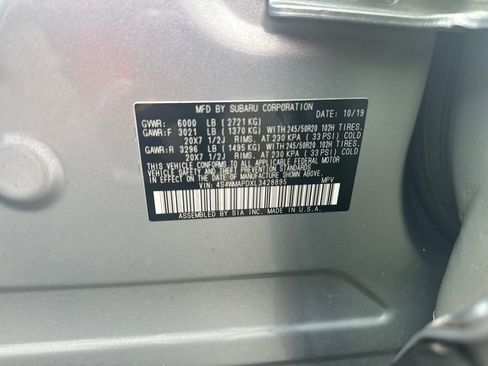 MFD BY SUBARU CORPORATION DATE: 10/19
GVWR: 6000 LB (2721 KG)
GAWR:F 3021 LB (1370 KG) WITH 245/50R20 102H TIRES,
20X7 1/2J RIMS, AT 230 KPA (33 PSI) COLD
GAWR:R 3296 LB (1495 KG) WITH 245/50R20 102H TIRES,
20X7 1/2J RIMS, AT 230 KPA (33 PSI) COLD
THIS VEHICLE CONFORMS TO ALL APPLICABLE FEDERAL MOTOR
VEHICLE SAFETY STANDARDS IN EFFECT ON THE DATE OF
MANUFACTURE SHOWN ABOVE.
VIN: 4S4WMAPDXL3428895 MPV
ASSEMBLED BY SIA INC. MADE IN U.S.A.